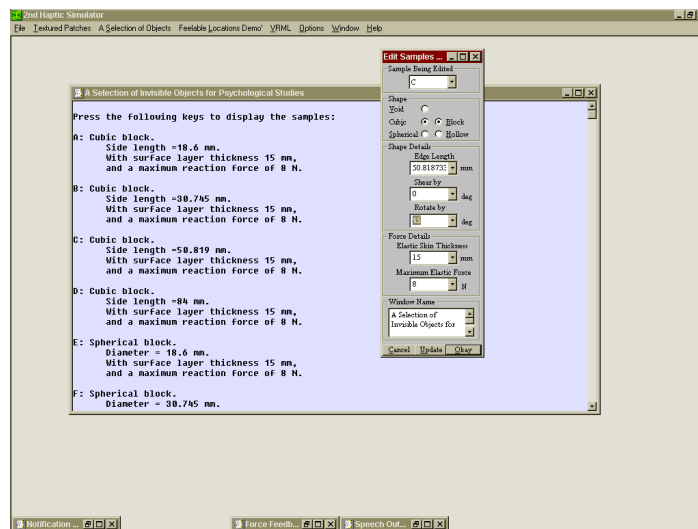 2nd Haptic Simulator
File Textured Patches A Selection of Objects Feelable Locations Demo' VRML Options Window Help
A Selection of Invisible Objects for Psychological Studies
Press the following keys to display the samples:
A: Cubic block.
Side length =18.6 mm.
With surface layer thickness 15 mm,
and a maximum reaction force of 8 N.
B: Cubic block.
Side length =30.745 mm.
With surface layer thickness 15 mm,
and a maximum reaction force of 8 N.
C: Cubic block.
Side length =50.819 mm.
With surface layer thickness 15 mm,
and a maximum reaction force of 8 N.
D: Cubic block.
Side length =84 mm.
With surface layer thickness 15 mm,
and a maximum reaction force of 8 N.
E: Spherical block.
Diameter = 18.6 mm.
With surface layer thickness 15 mm,
and a maximum reaction force of 8 N.
F: Spherical block.
Diameter = 30.745 mm.
Edit Samples ...
Sample Being Edited
C
Shape
Void
Cubic Block
Spherical Hollow
Shape Details
Edge Length
50.818733 mm
Shear by
0 deg
Rotate by
deg
Force Details
Elastic Skin Thickness
15 mm
Maximum Elastic Force
8 N
Window Name
A Selection of
Invisible Objects for
Cancel Update Okay
Notification ... Force Feedb... Speech Out...